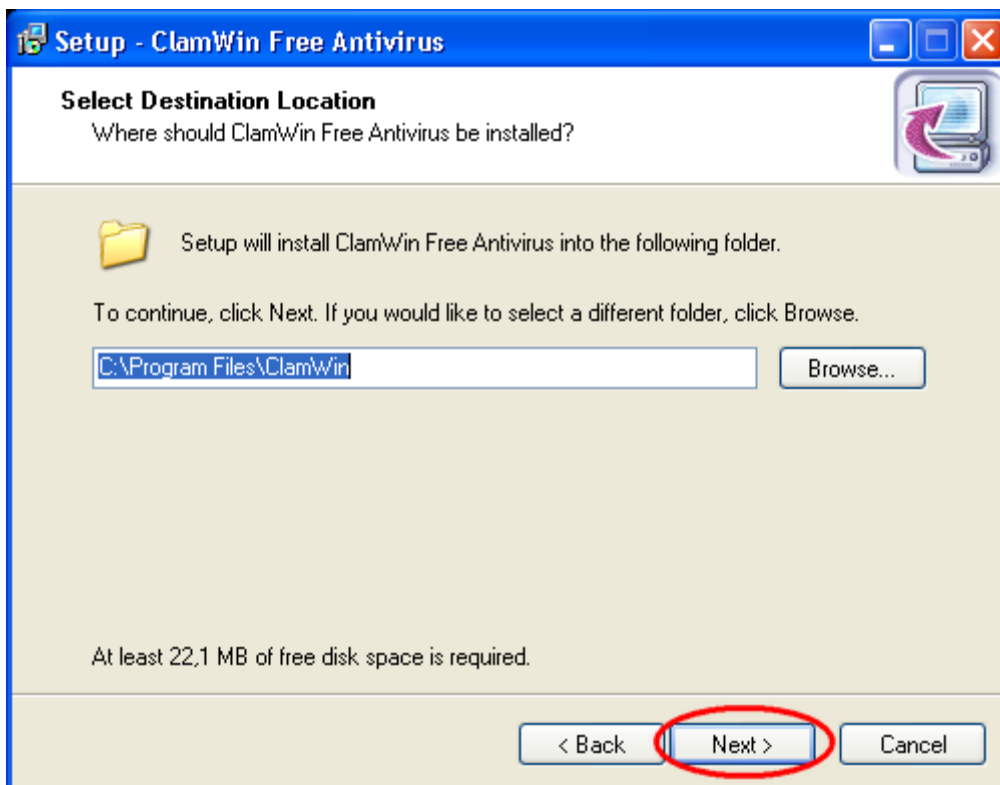 Setup - ClamWin Free Antivirus
Select Destination Location
Where should ClamWin Free Antivirus be installed?
Setup will install ClamWin Free Antivirus into the following folder.
To continue, click Next. If you would like to select a different folder, click Browse.
C:\Program Files\ClamWin
Browse...
At least 22,1 MB of free disk space is required.
< Back
Next >
Cancel